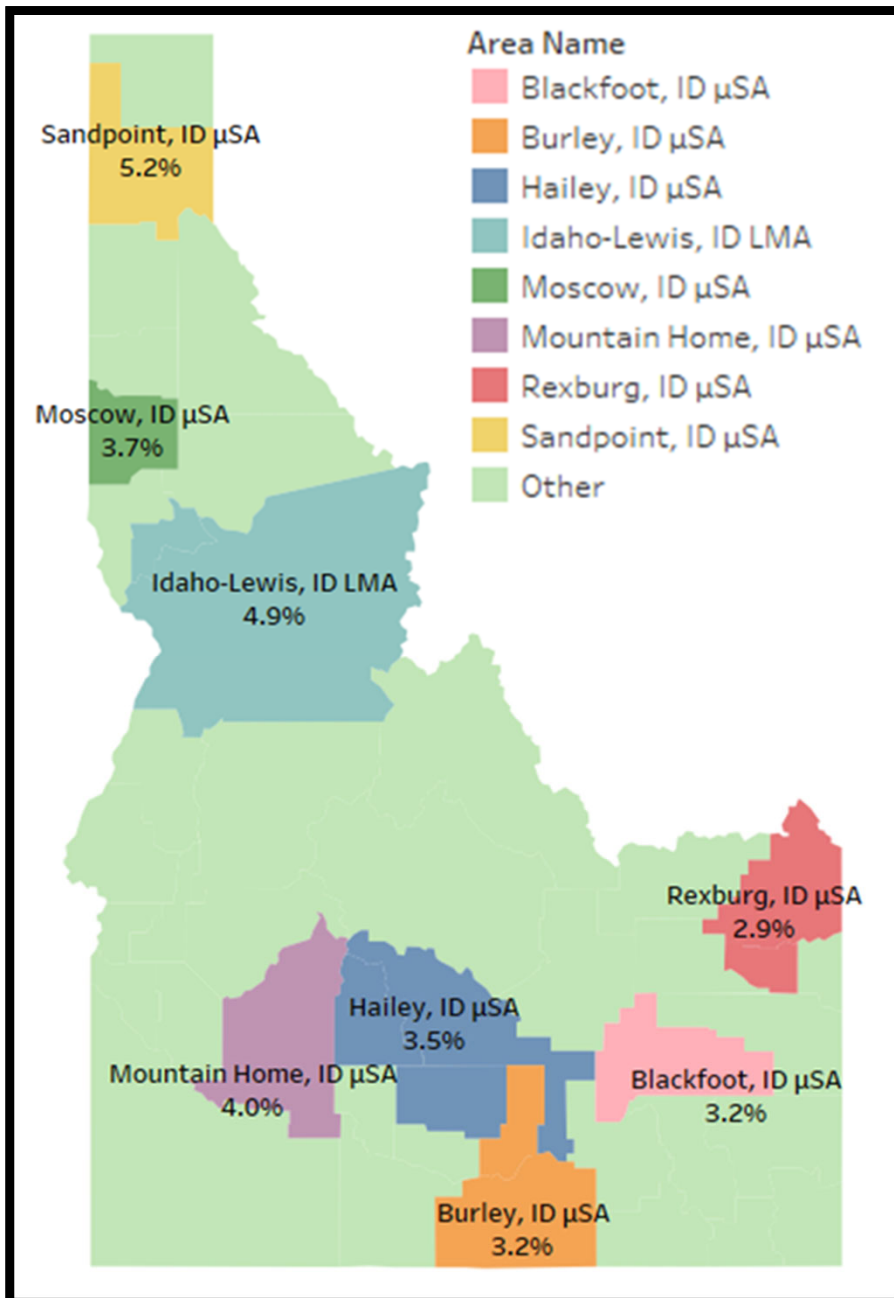 Area Name
Blackfoot, ID µSA
Burley, ID µSA
Hailey, ID µSA
Idaho-Lewis, ID LMA
Moscow, ID µSA
Mountain Home, ID µSA
Rexburg, ID µSA
Sandpoint, ID µSA
Other
Sandpoint, ID µSA
5.2%
Moscow, ID µSA
3.7%
Idaho-Lewis, ID LMA
4.9%
Rexburg, ID µSA
2.9%
Hailey, ID µSA
3.5%
Mountain Home, ID µSA
4.0%
Blackfoot, ID µSA
3.2%
Burley, ID µSA
3.2%